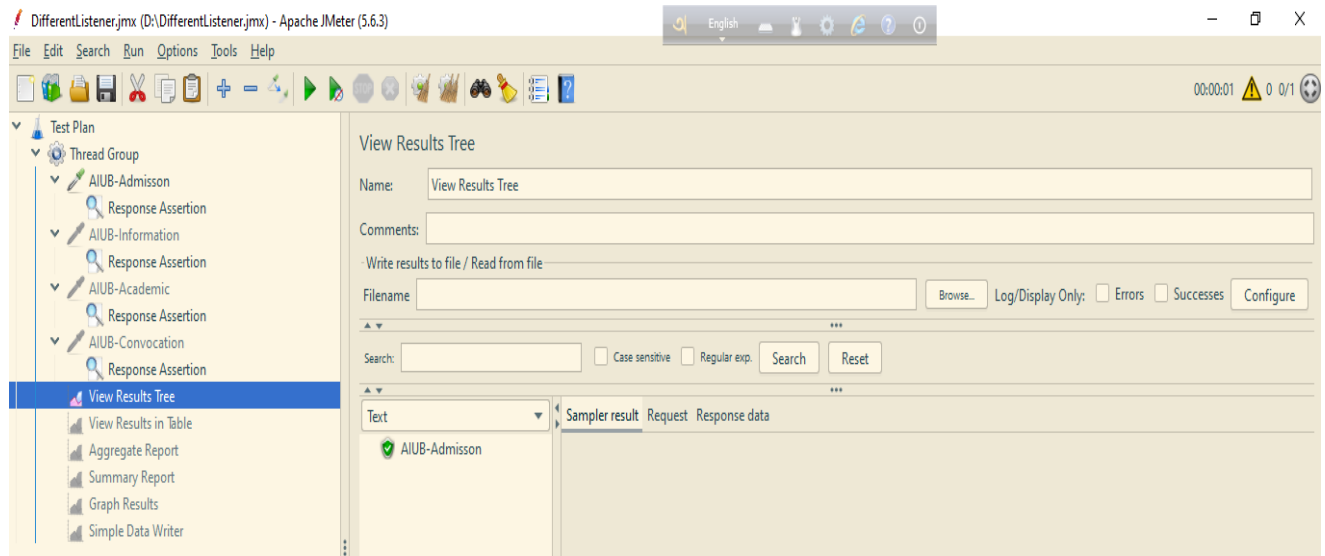 DifferentListener.jmx (D:\DifferentListener.jmx) - Apache JMeter (5.6.3)
অ English
File Edit Search Run Options Tools Help
STOP
00:00:01 0 0/1
Test Plan
Thread Group
AIUB-Admisson
Response Assertion
AIUB-Information
Response Assertion
AIUB-Academic
Response Assertion
AIUB-Convocation
Response Assertion
View Results Tree
View Results in Table
Aggregate Report
Summary Report
Graph Results
Simple Data Writer
View Results Tree
Name: View Results Tree
Comments:
Write results to file / Read from file
Filename Browse... Log/Display Only: Errors Successes Configure
Search: Case sensitive Regular exp. Search Reset
Text Sampler result Request Response data
AIUB-Admisson